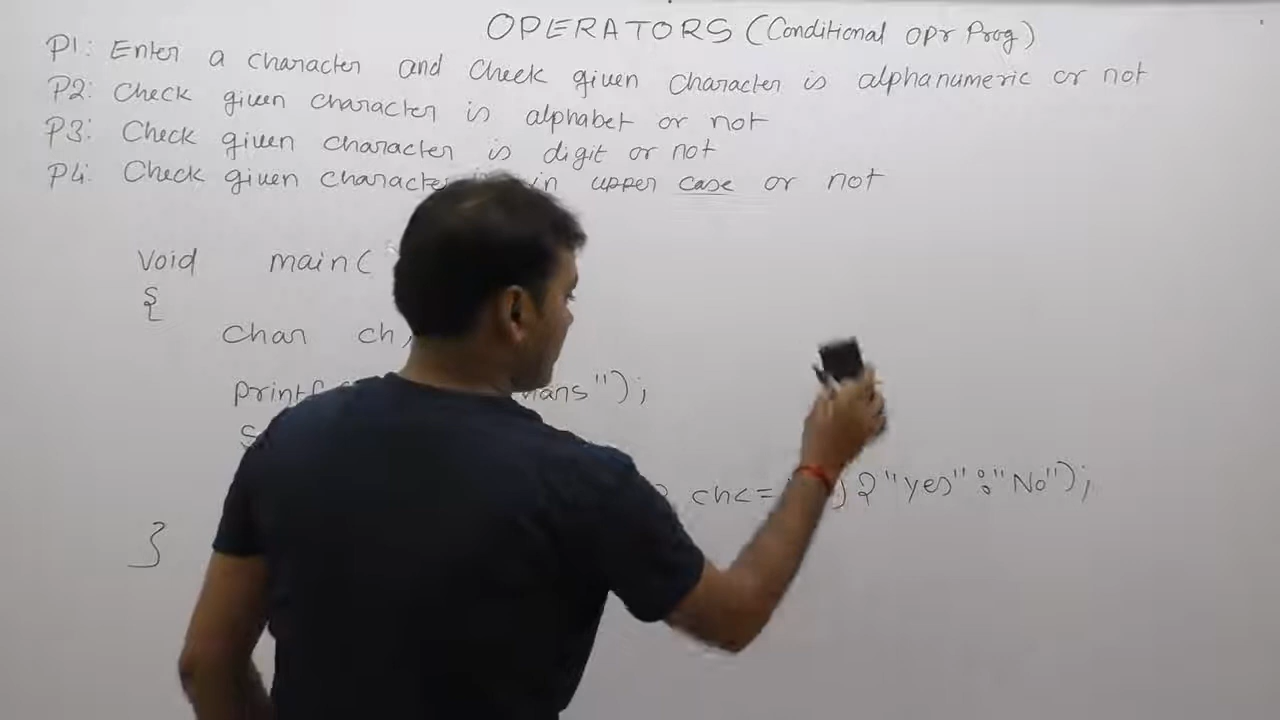 OPERATORS (Conditional opr Prog)
P1: Enter a character and check given character is alphanumeric or not
P2: Check given character is alphabet or not
P3: Check given character is digit or not
P4: Check given character in upper case or not
void main(
{
char ch,
printf ");
ch<= ) ? "yes" : "No");
}